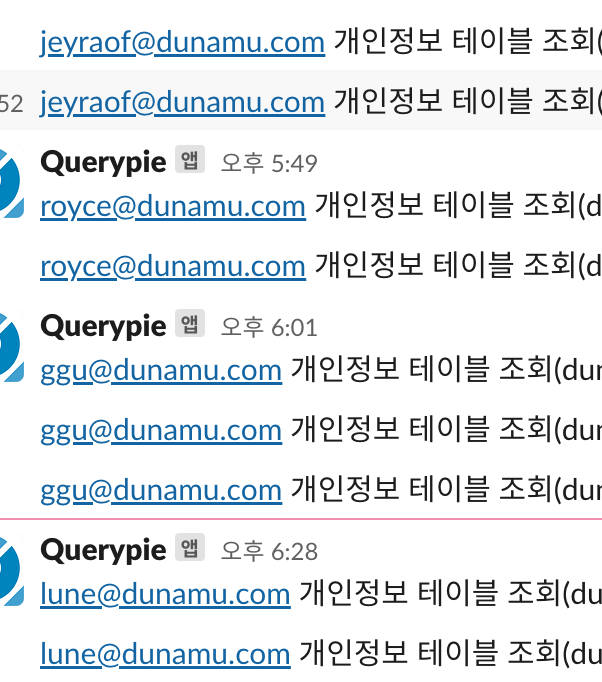 jeyraof@dunamu.com 개인정보 테이블 조회(
52 jeyraof@dunamu.com 개인정보 테이블 조회(
Querypie 앱 오후 5:49
royce@dunamu.com 개인정보 테이블 조회(d
royce@dunamu.com 개인정보 테이블 조회(d
Querypie 앱 오후 6:01
ggu@dunamu.com 개인정보 테이블 조회(dun
ggu@dunamu.com 개인정보 테이블 조회(dun
ggu@dunamu.com 개인정보 테이블 조회(dun
Querypie 앱 오후 6:28
lune@dunamu.com 개인정보 테이블 조회(du
lune@dunamu.com 개인정보 테이블 조회(du